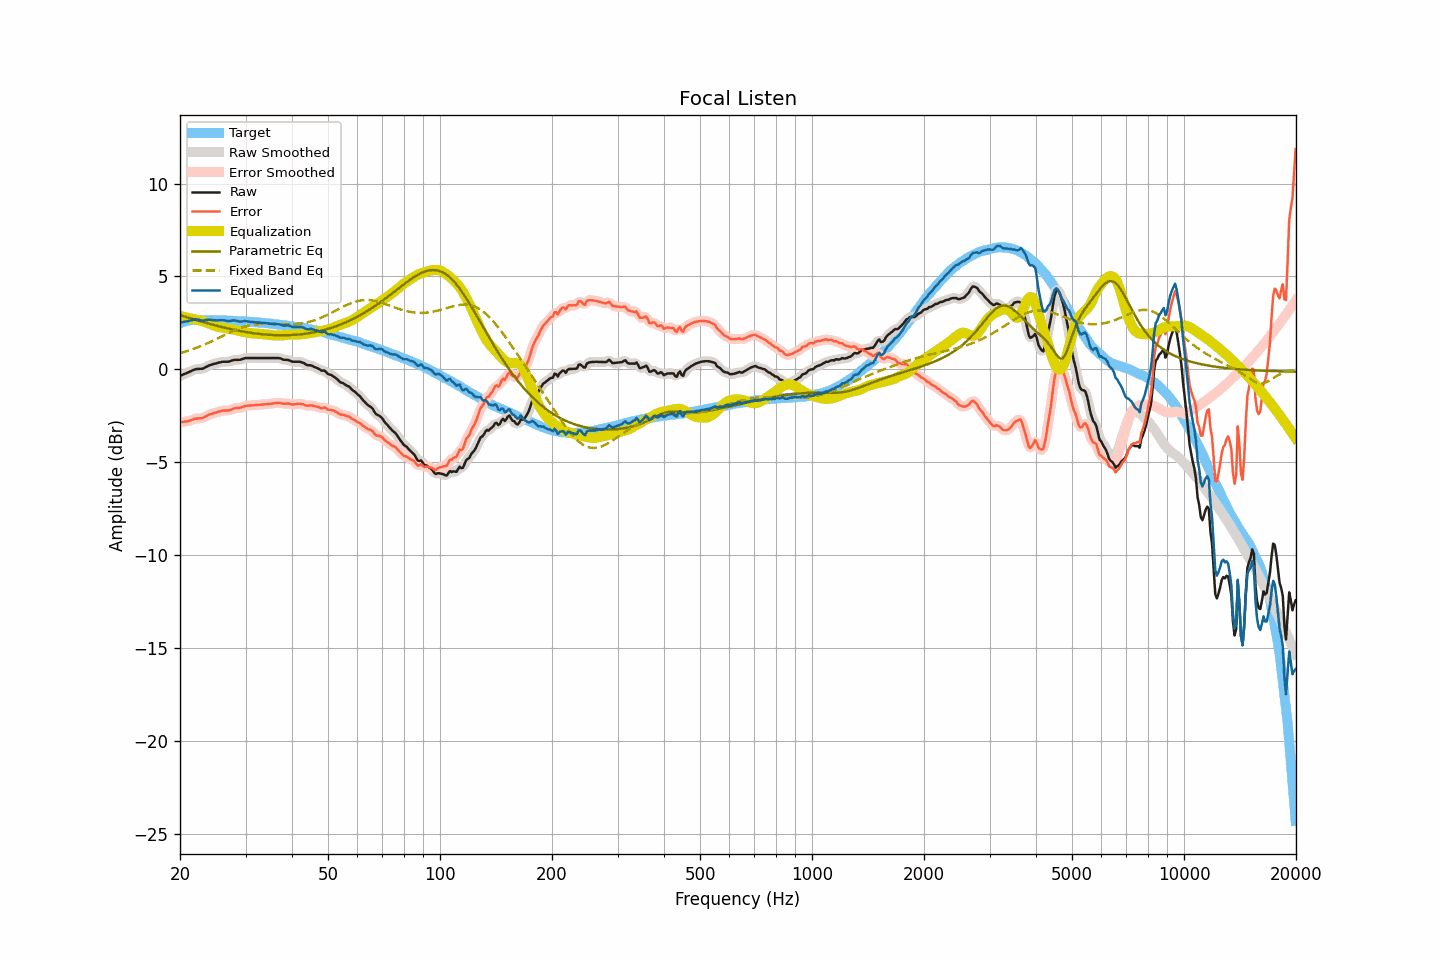 Focal Listen
Target
Raw Smoothed
Error Smoothed
Raw
Error
Equalization
Parametric Eq
Fixed Band Eq
Equalized
10
5
0
−5
−10
−15
−20
−25
Amplitude (dBr)
20 50 100 200 500 1000 2000 5000 10000 20000
Frequency (Hz)